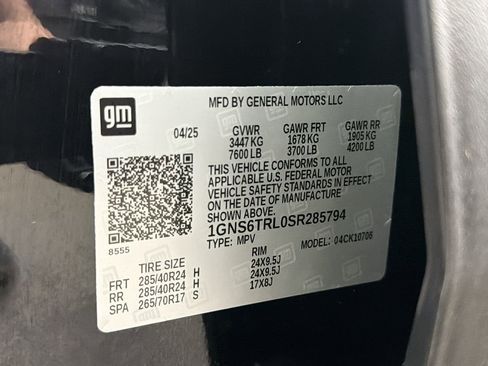 gm
MFD BY GENERAL MOTORS LLC
04/25 GVWR GAWR FRT GAWR RR
3447 KG 1678 KG 1905 KG
7600 LB 3700 LB 4200 LB
THIS VEHICLE CONFORMS TO ALL
APPLICABLE U.S. FEDERAL MOTOR
VEHICLE SAFETY STANDARDS IN EFFECT
ON THE DATE OF MANUFACTURE SHOWN
ABOVE.
1GNS6TRL0SR285794
8555 TYPE: MPV MODEL: 04CK10706
TIRE SIZE RIM
FRT 285/40R24 H 24X9.5J
RR 285/40R24 H 24X9.5J
SPA 265/70R17 S 17X8J